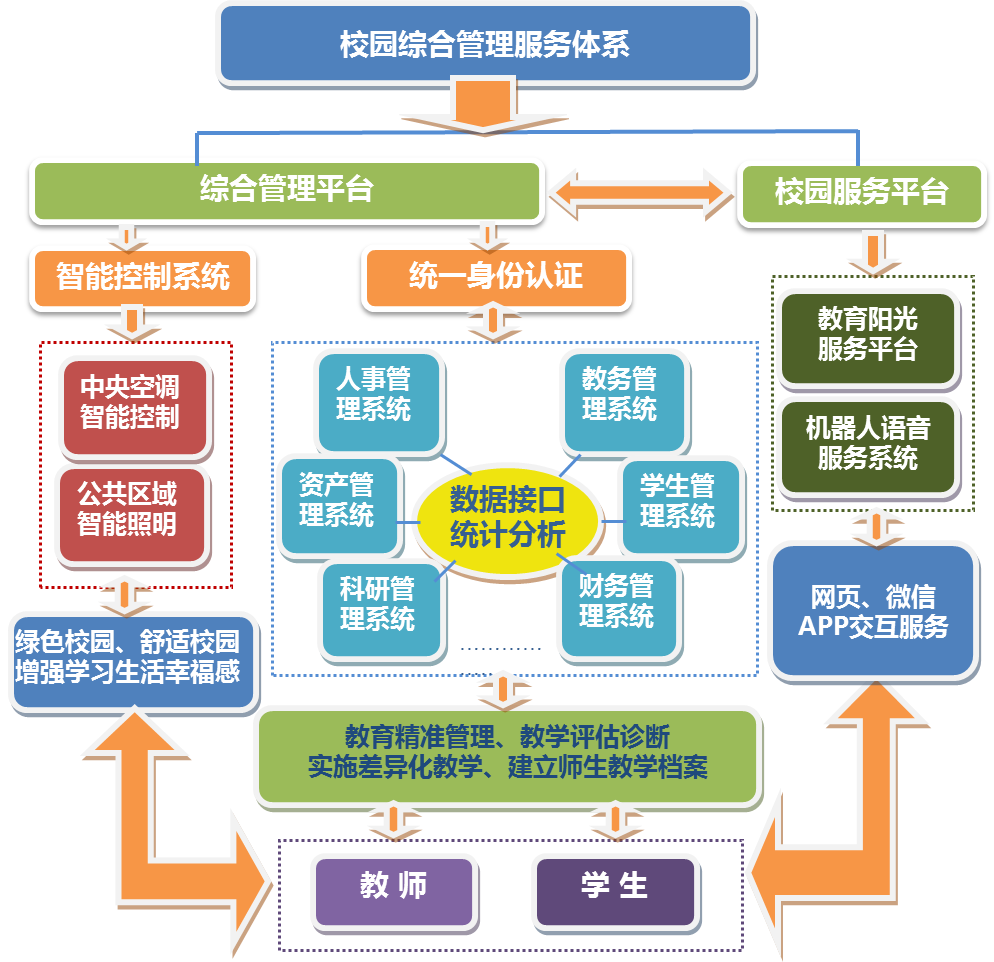 校园综合管理服务体系
综合管理平台
校园服务平台
智能控制系统
统一身份认证
中央空调
智能控制
公共区域
智能照明
人事管
理系统
教务管
理系统
资产管
理系统
数据接口
统计分析
学生管
理系统
科研管
理系统
财务管
理系统
…………
……
教育阳光
服务平台
机器人语音
服务系统
绿色校园、舒适校园
增强学习生活幸福感
网页、微信
APP交互服务
教育精准管理、教学评估诊断
实施差异化教学、建立师生教学档案
教 师
学 生